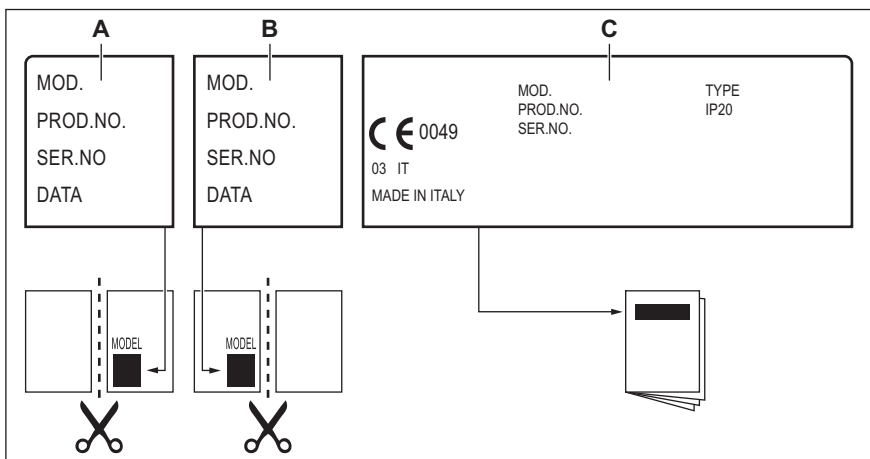 A
B
C
MOD.
PROD.NO.
SER.NO
DATA
MOD.
PROD.NO.
SER.NO
DATA
MOD.
PROD.NO.
SER.NO.
TYPE
IP20
CE 0049
03 IT
MADE IN ITALY
MODEL
MODEL